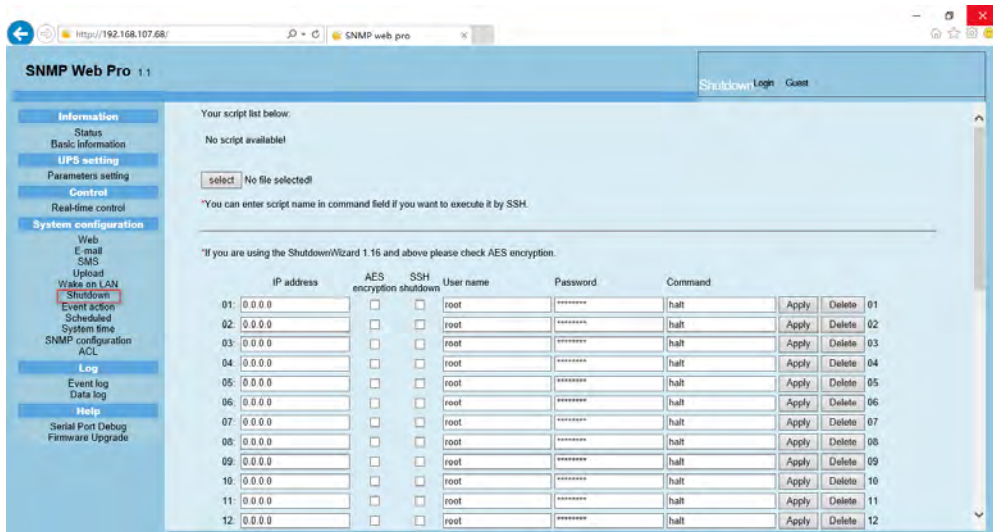 http://192.168.107.68/
SNMP web pro
SNMP Web Pro 1.1
Shutdown Login Guest
Information
Status
Basic Information
UPS setting
Parameters setting
Control
Real-time control
System configuration
Web
E-mail
SMS
Upload
Wake on LAN
Shutdown
Event action
Scheduled
System time
SNMP configuration
ACL
Log
Event log
Data log
Help
Serial Port Debug
Firmware Upgrade
Your script list below:
No script available!
select No file selected!
*You can enter script name in command field if you want to execute it by SSH.
*If you are using the ShutdownWizard 1.16 and above please check AES encryption.
IP address AES encryption SSH shutdown User name Password Command
01: 0.0.0.0 root ******** halt Apply Delete 01
02: 0.0.0.0 root ******** halt Apply Delete 02
03: 0.0.0.0 root ******** halt Apply Delete 03
04: 0.0.0.0 root ******** halt Apply Delete 04
05: 0.0.0.0 root ******** halt Apply Delete 05
06: 0.0.0.0 root ******** halt Apply Delete 06
07: 0.0.0.0 root ******** halt Apply Delete 07
08: 0.0.0.0 root ******** halt Apply Delete 08
09: 0.0.0.0 root ******** halt Apply Delete 09
10: 0.0.0.0 root ******** halt Apply Delete 10
11: 0.0.0.0 root ******** halt Apply Delete 11
12: 0.0.0.0 root ******** halt Apply Delete 12